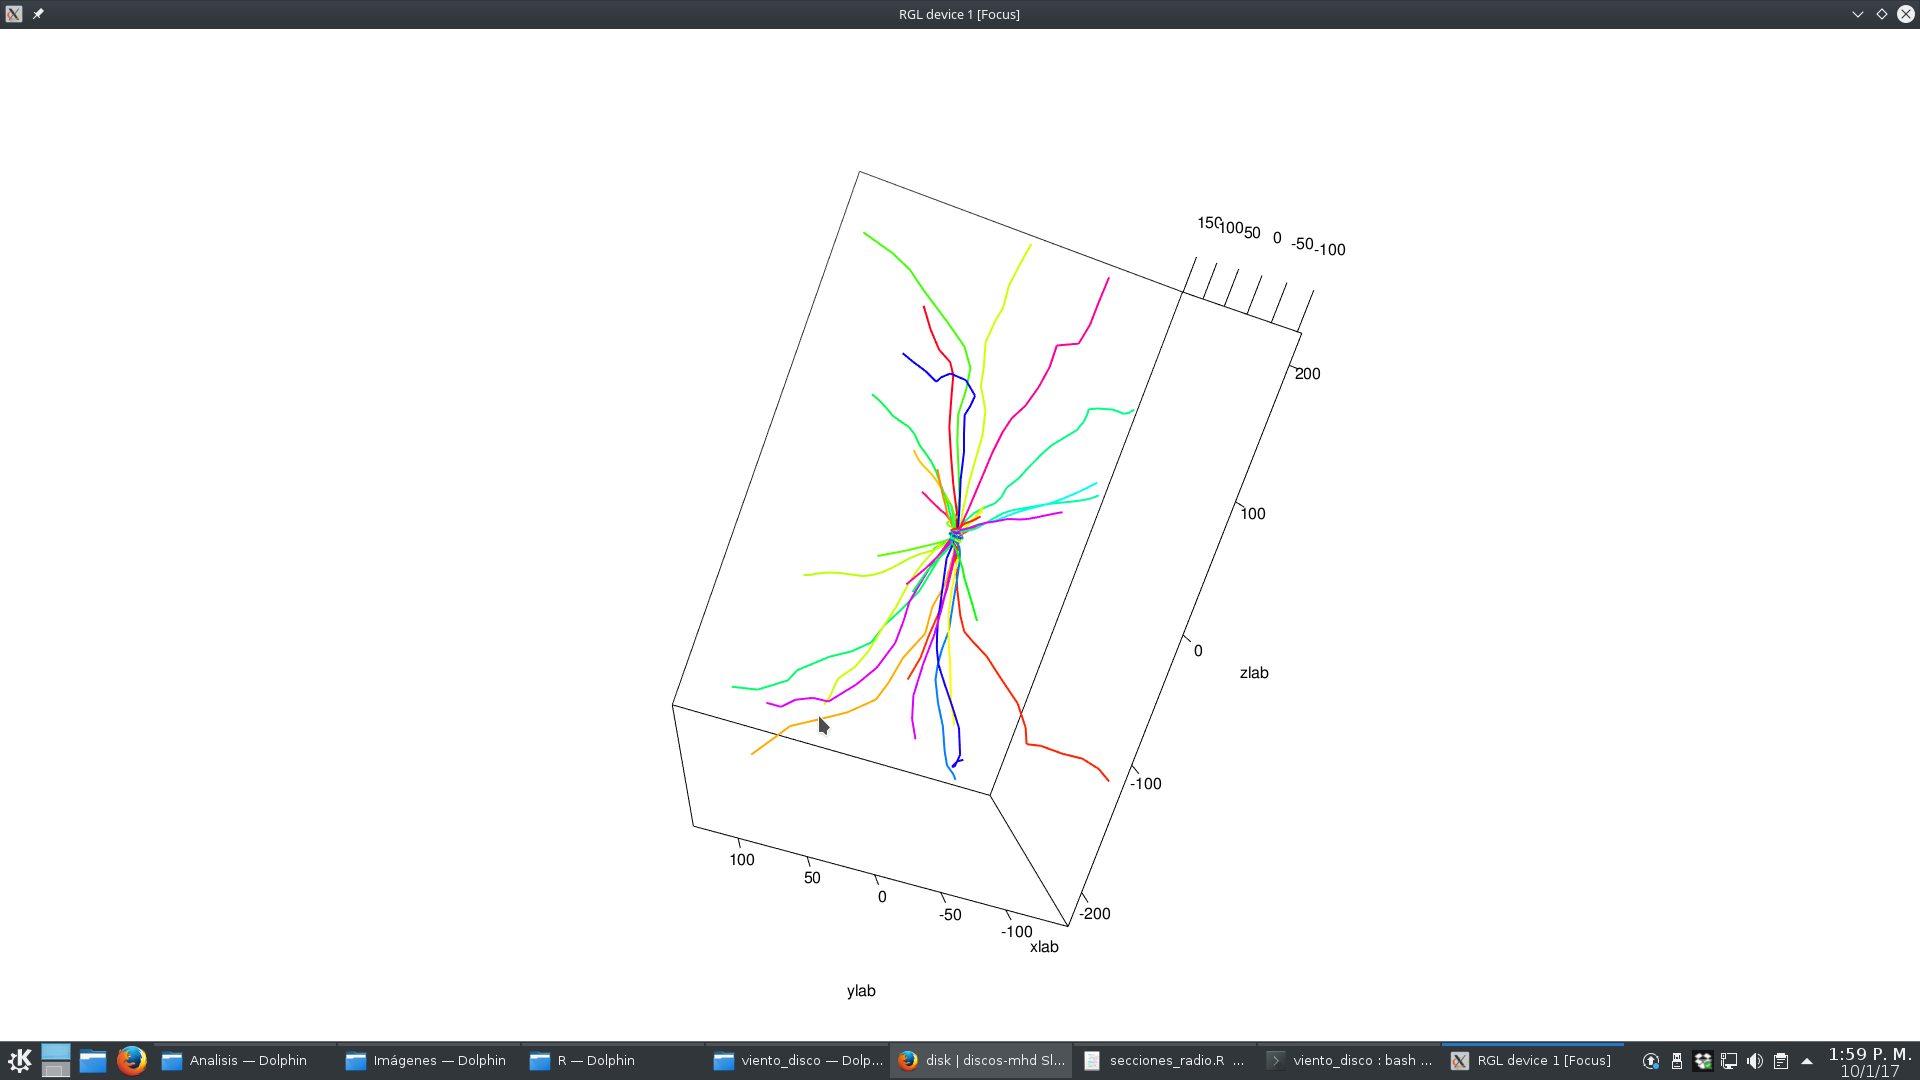 RGL device 1 [Focus]
150 100 50 0 -50 -100
200
100
0
zlab
-100
-200
100
50
0
-50
-100
xlab
ylab
Analisis — Dolphin
Imágenes — Dolphin
R — Dolphin
viento_disco — Dolp...
disk | discos-mhd Sl...
secciones_radio.R ...
viento_disco : bash ...
RGL device 1 [Focus]
1:59 P. M.
10/1/17